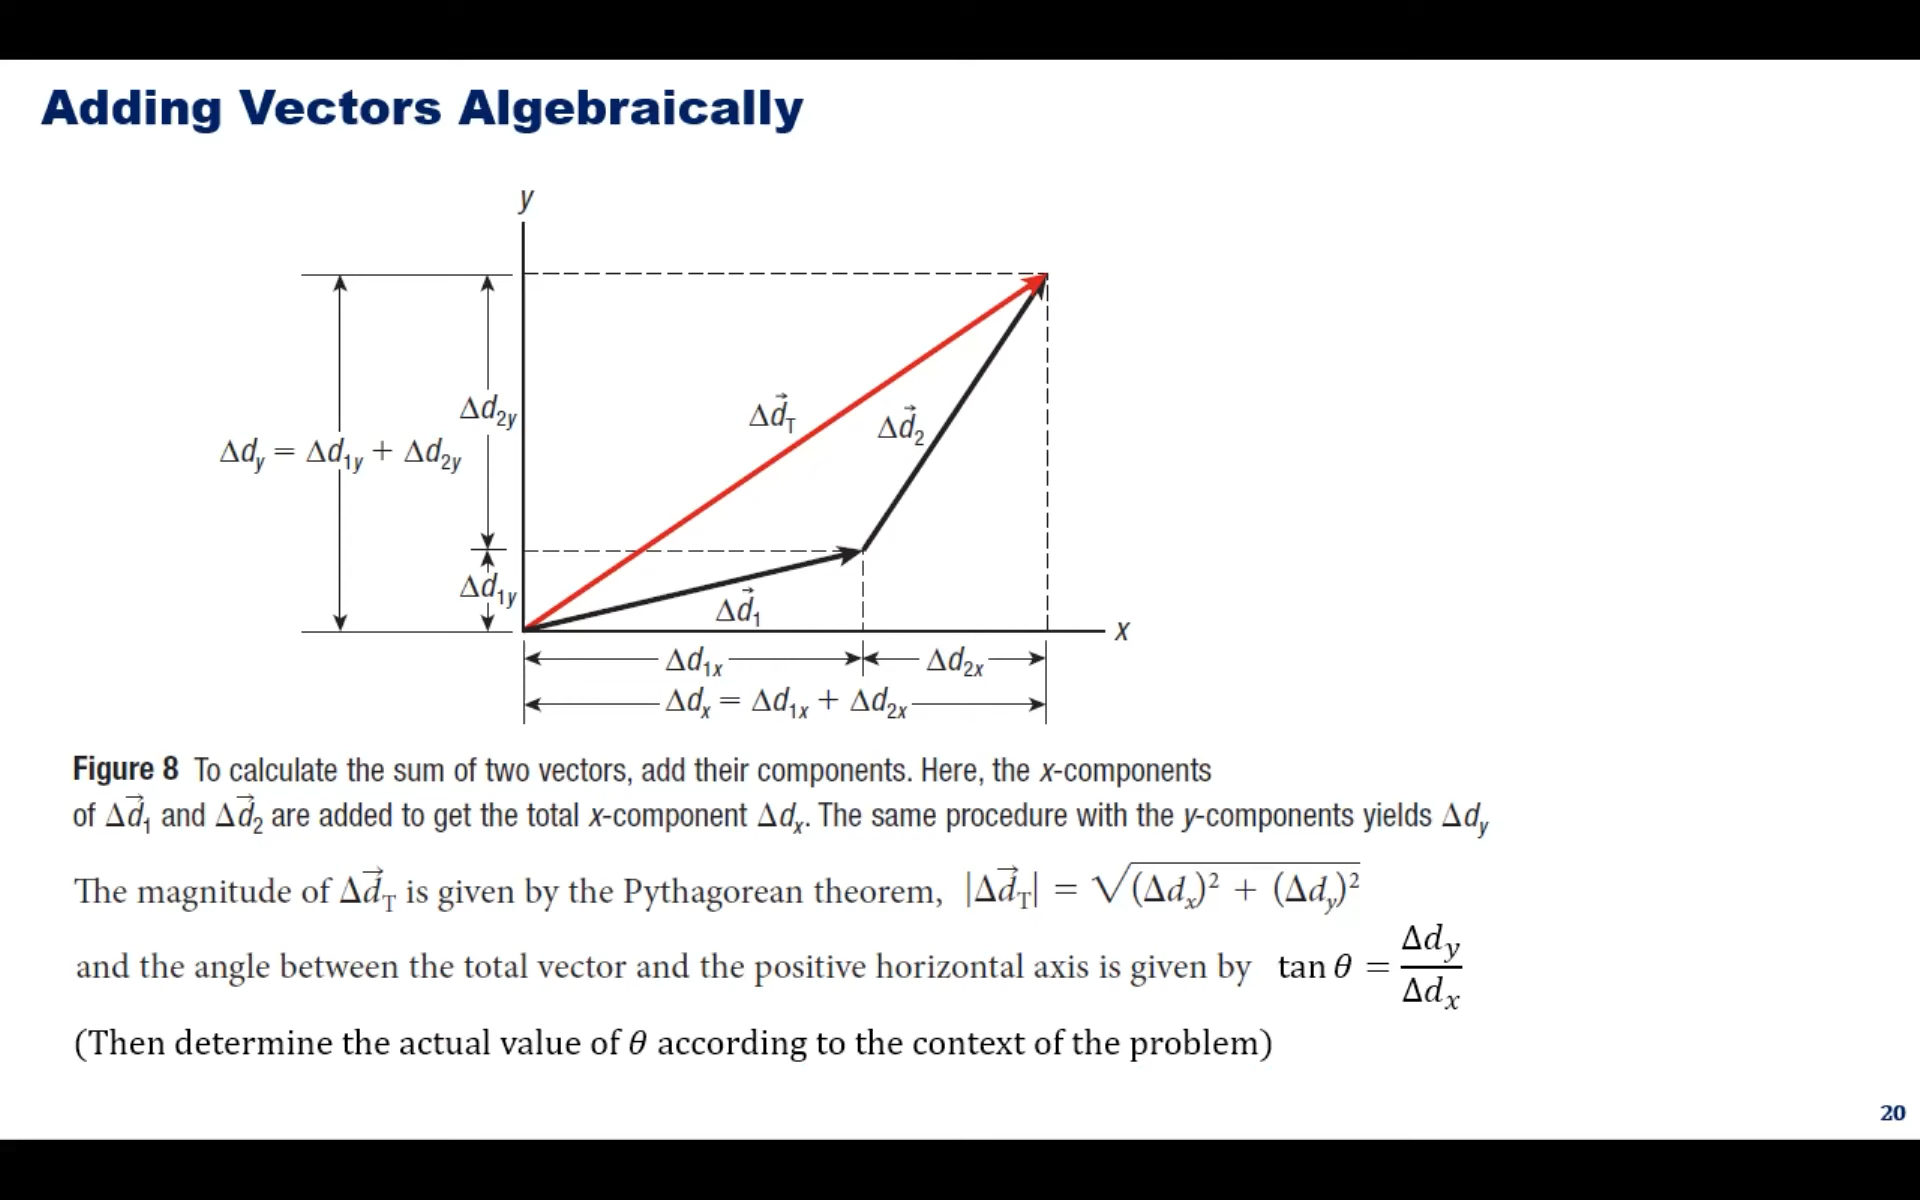 Adding Vectors Algebraically
y
Δd₂y
Δd⃗T
Δd⃗₂
Δdy = Δd₁y + Δd₂y
Δd₁y
Δd⃗₁
x
Δd₁x
Δd₂x
Δdx = Δd₁x + Δd₂x
Figure 8 To calculate the sum of two vectors, add their components. Here, the x-components
of Δd⃗₁ and Δd⃗₂ are added to get the total x-component Δdx. The same procedure with the y-components yields Δdy
The magnitude of Δd⃗T is given by the Pythagorean theorem, |Δd⃗T| = √(Δdx)² + (Δdy)²
and the angle between the total vector and the positive horizontal axis is given by tan θ = Δdy/Δdx
(Then determine the actual value of θ according to the context of the problem)
20